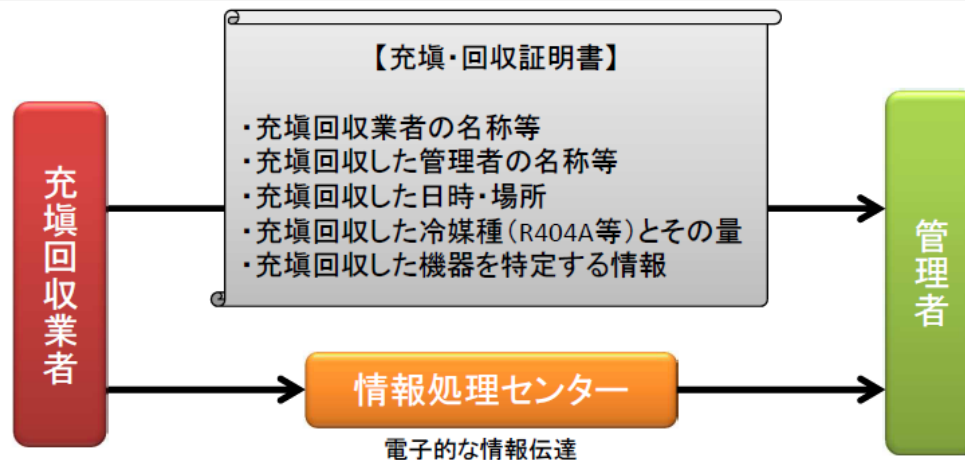 【充塡・回収証明書】
・充塡回収業者の名称等
・充塡回収した管理者の名称等
・充塡回収した日時・場所
・充塡回収した冷媒種(R404A等)とその量
・充塡回収した機器を特定する情報
充塡回収業者
管理者
情報処理センター
電子的な情報伝達